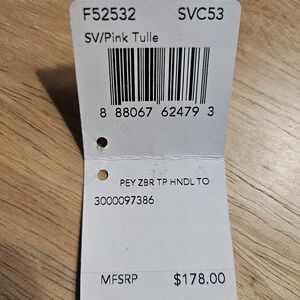 F52532 SVC53
SV/Pink Tulle
8 88067 62479 3
PEY ZBR TP HNDL TO
3000097386
MFSRP $178.00